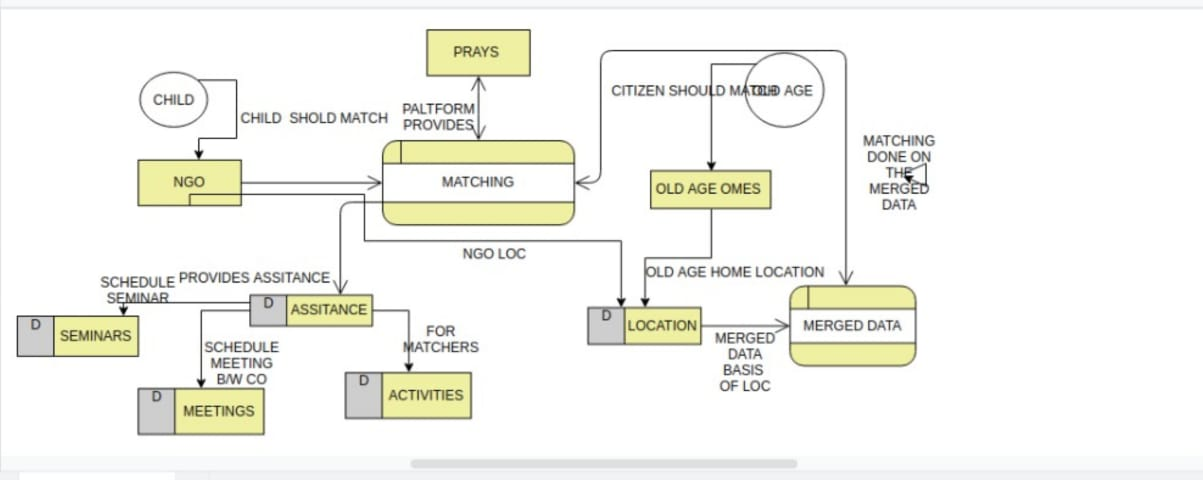 PRAYS
CHILD
CHILD SHOLD MATCH
PALTFORM
PROVIDES
CITIZEN SHOULD MATCH
OLD AGE
NGO
MATCHING
OLD AGE OMES
MATCHING
DONE ON
THE
MERGED
DATA
NGO LOC
OLD AGE HOME LOCATION
PROVIDES ASSITANCE
SCHEDULE
SEMINAR
D
ASSITANCE
D
SEMINARS
D
LOCATION
MERGED DATA
FOR
MATCHERS
SCHEDULE
MEETING
B/W CO
MERGED
DATA
BASIS
OF LOC
D
MEETINGS
D
ACTIVITIES